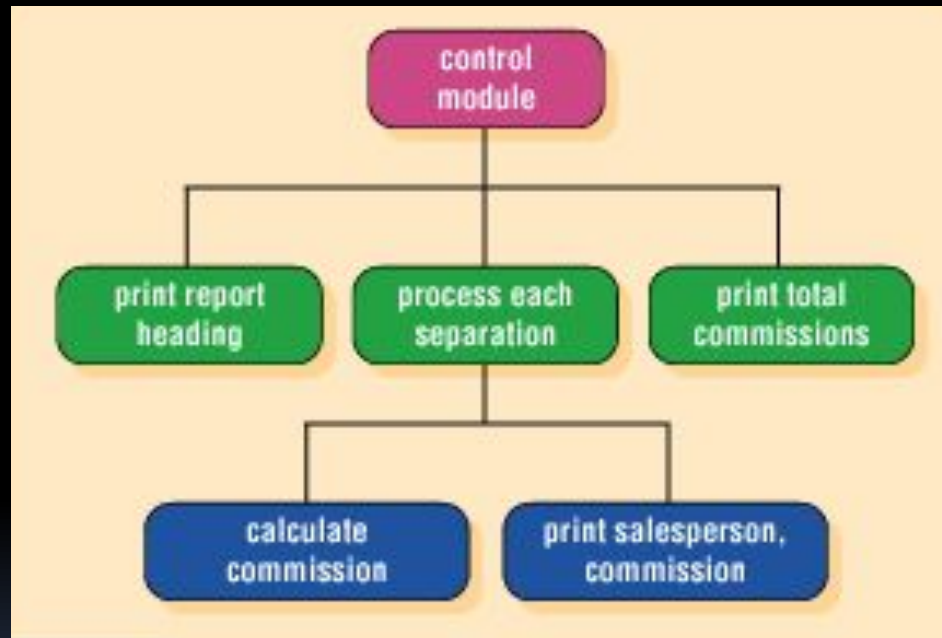 control
module
print report
heading
process each
separation
print total
commissions
calculate
commission
print salesperson,
commission